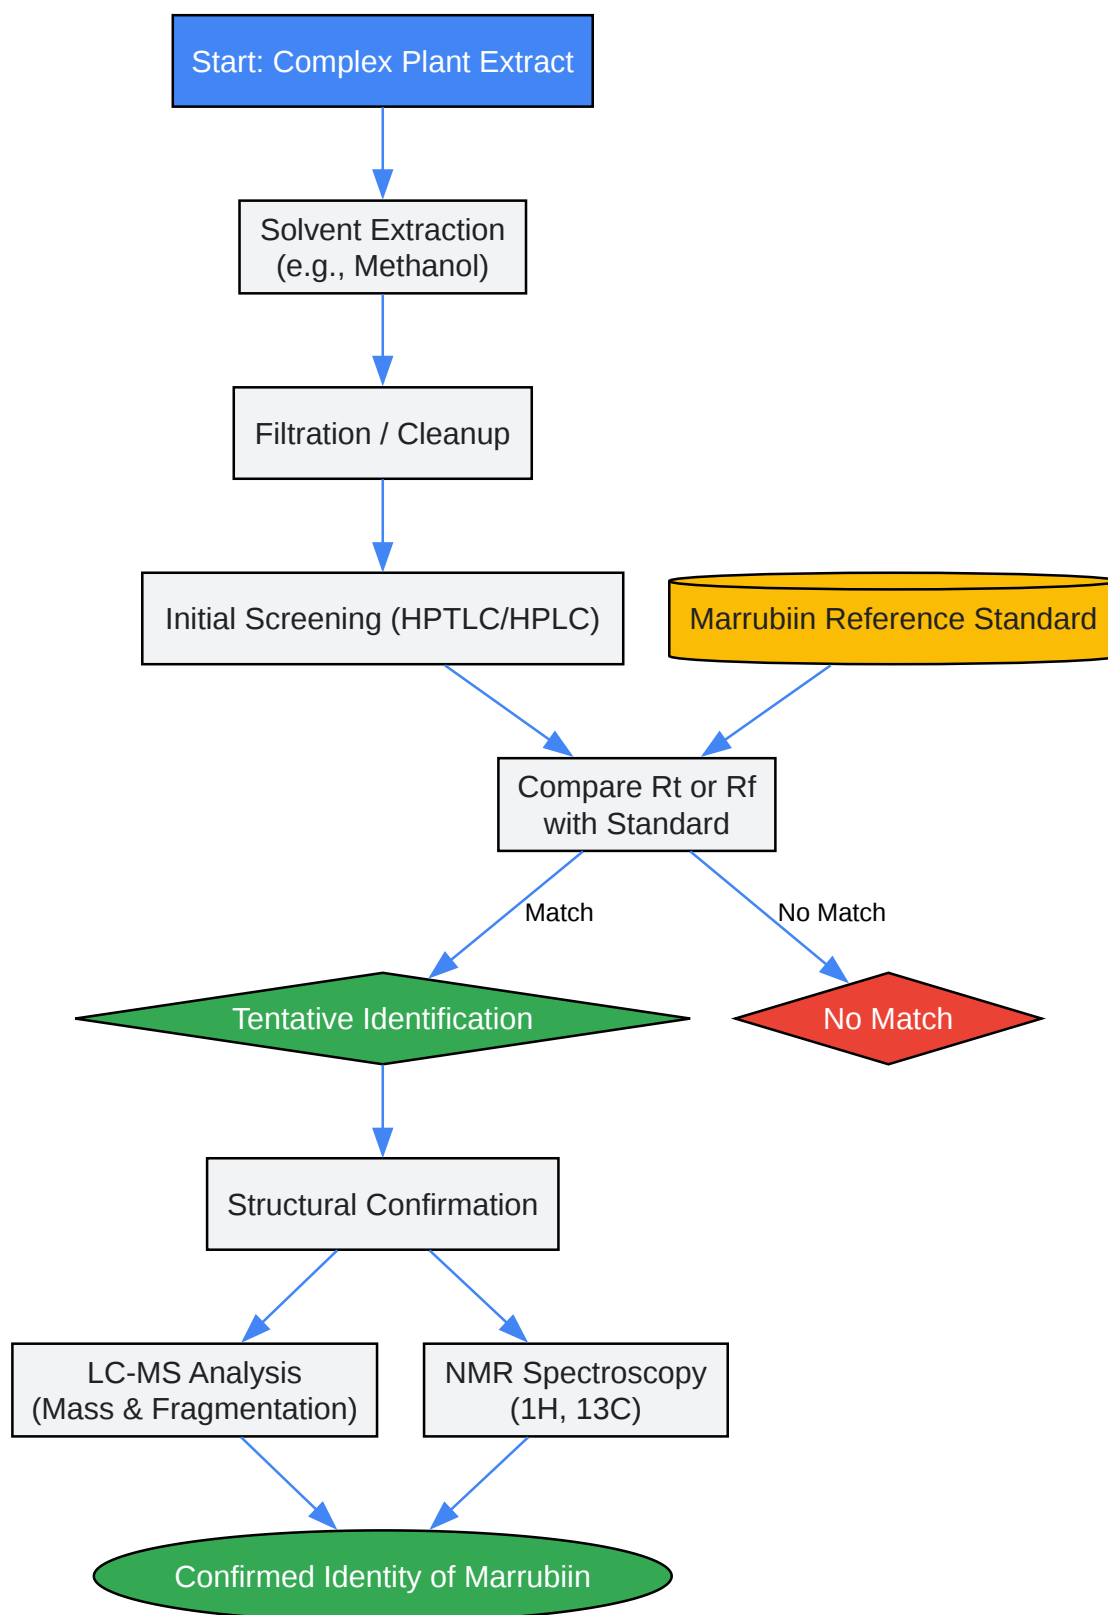 Start: Complex Plant Extract
Solvent Extraction
(e.g., Methanol)
Filtration / Cleanup
Initial Screening (HPTLC/HPLC)
Marrubiin Reference Standard
Compare Rt or Rf
with Standard
Match
No Match
Tentative Identification
No Match
Structural Confirmation
LC-MS Analysis
(Mass & Fragmentation)
NMR Spectroscopy
(1H, 13C)
Confirmed Identity of Marrubiin